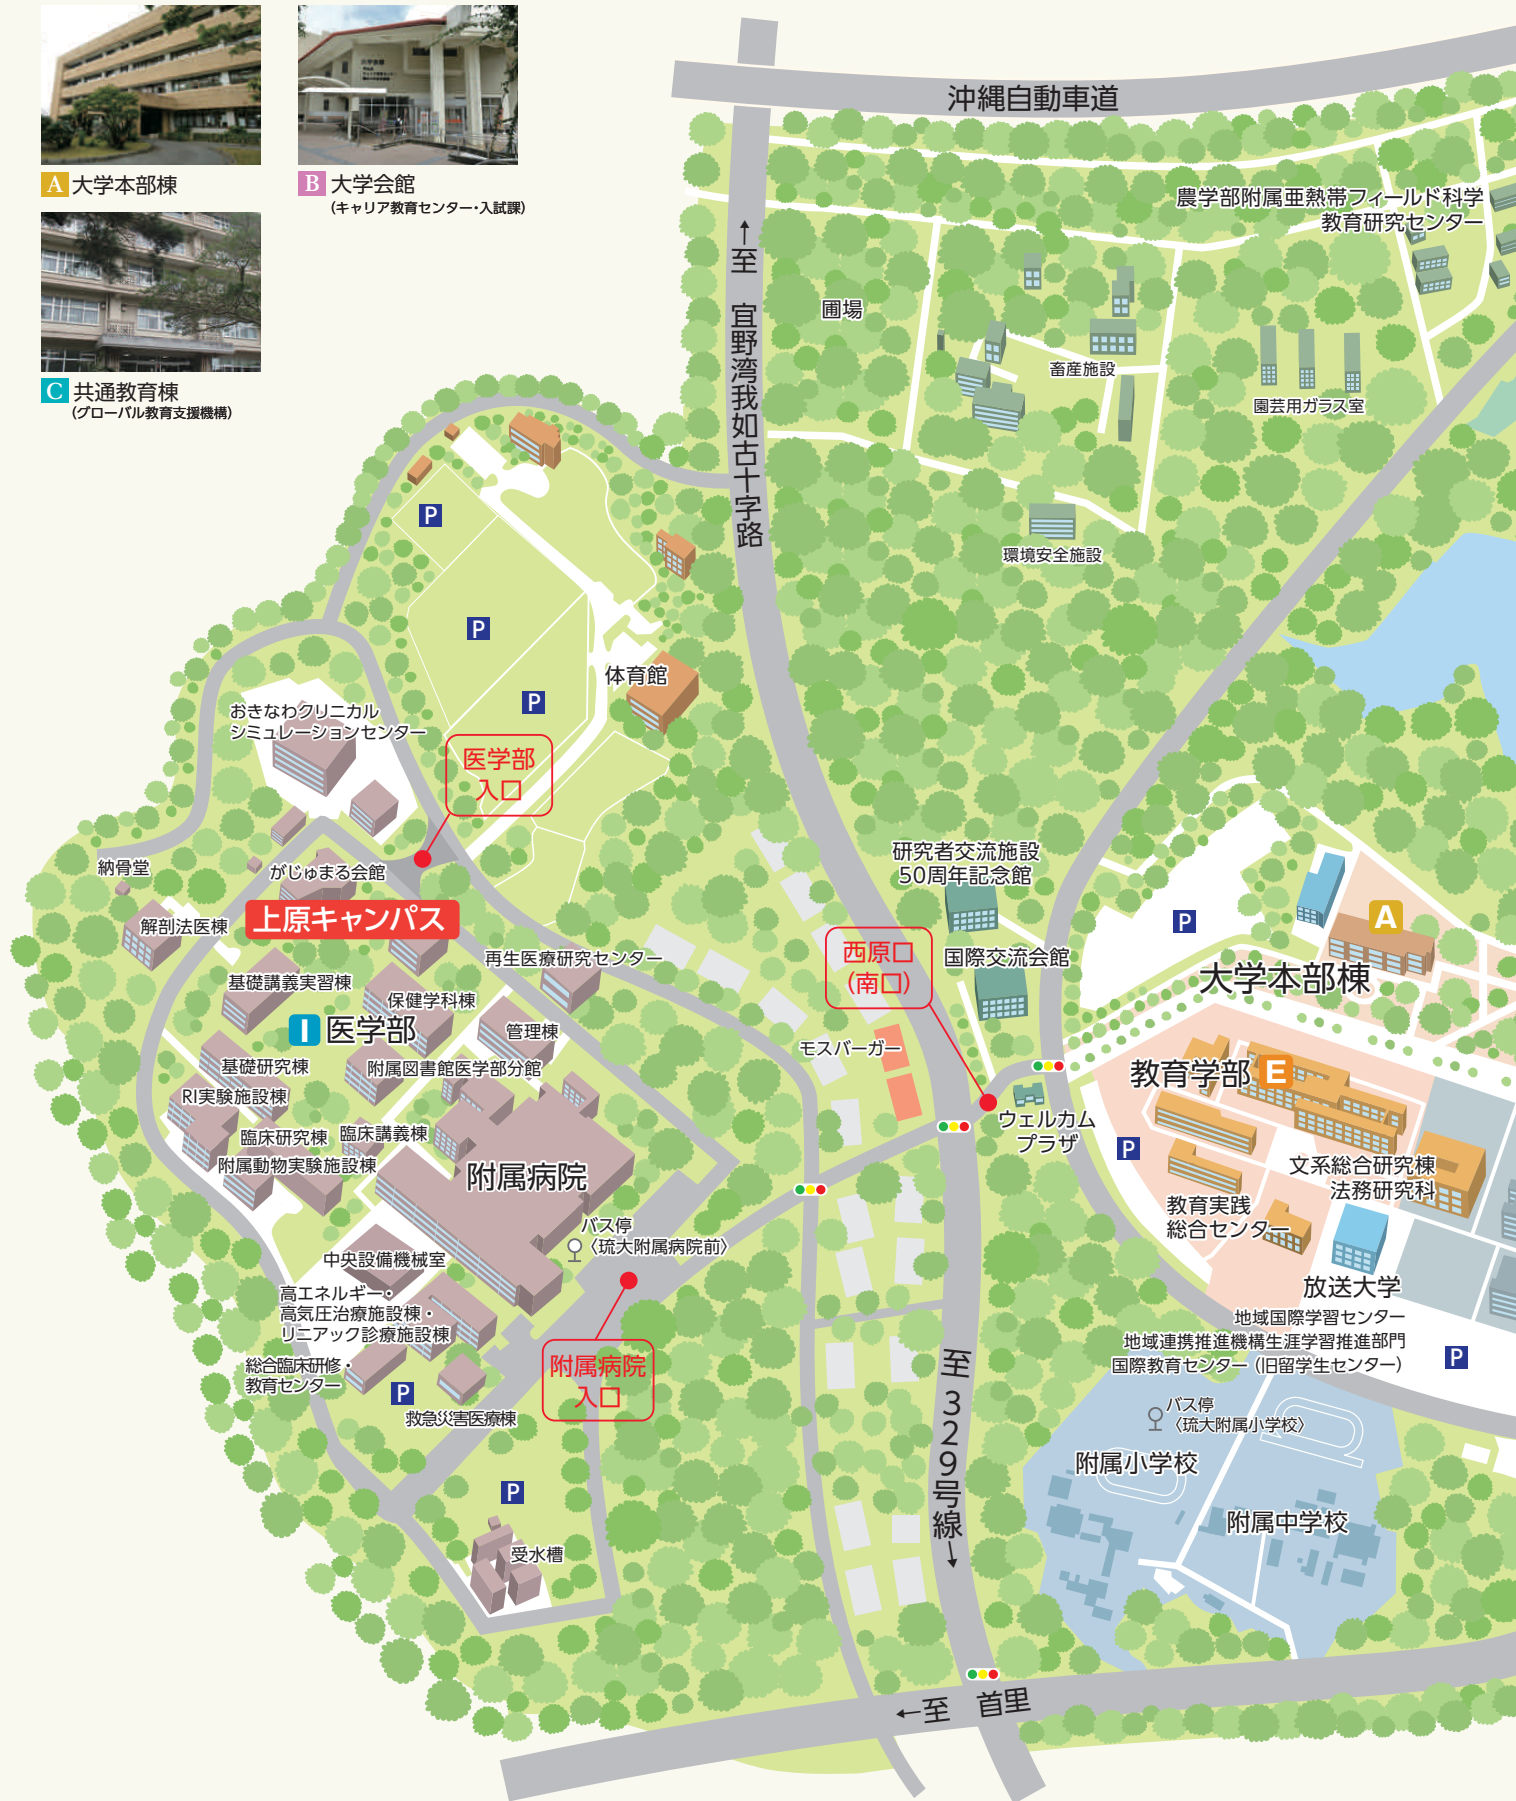 A 大学本部棟
B 大学会館
(キャリア教育センター・入試課)
C 共通教育棟
(グローバル教育支援機構)
沖縄自動車道
農学部附属亜熱帯フィールド科学
教育研究センター
←至 宜野湾我如古十字路
圃場
畜産施設
園芸用ガラス室
環境安全施設
P
P
P
体育館
おきなわクリニカル
シミュレーションセンター
医学部
入口
納骨堂
がじゅまる会館
解剖法医棟
上原キャンパス
研究者交流施設
50周年記念館
P
A
大学本部棟
西原口
(南口)
国際交流会館
再生医療研究センター
基礎講義実習棟
保健学科棟
I 医学部
管理棟
モスバーガー
基礎研究棟
附属図書館医学部分館
教育学部 E
RI実験施設棟
ウェルカム
プラザ
P
臨床研究棟
臨床講義棟
附属動物実験施設棟
附属病院
文系総合研究棟
法務研究科
教育実践
総合センター
バス停
〈琉大附属病院前〉
中央設備機械室
高エネルギー・
高気圧治療施設棟・
リニアック診療施設棟
放送大学
地域国際学習センター
地域連携推進機構生涯学習推進部門
国際教育センター（旧留学生センター）
P
総合臨床研修・
教育センター
P
救急災害医療棟
附属病院
入口
至 329号線→
バス停
〈琉大附属小学校〉
附属小学校
附属中学校
P
受水槽
←至 首里